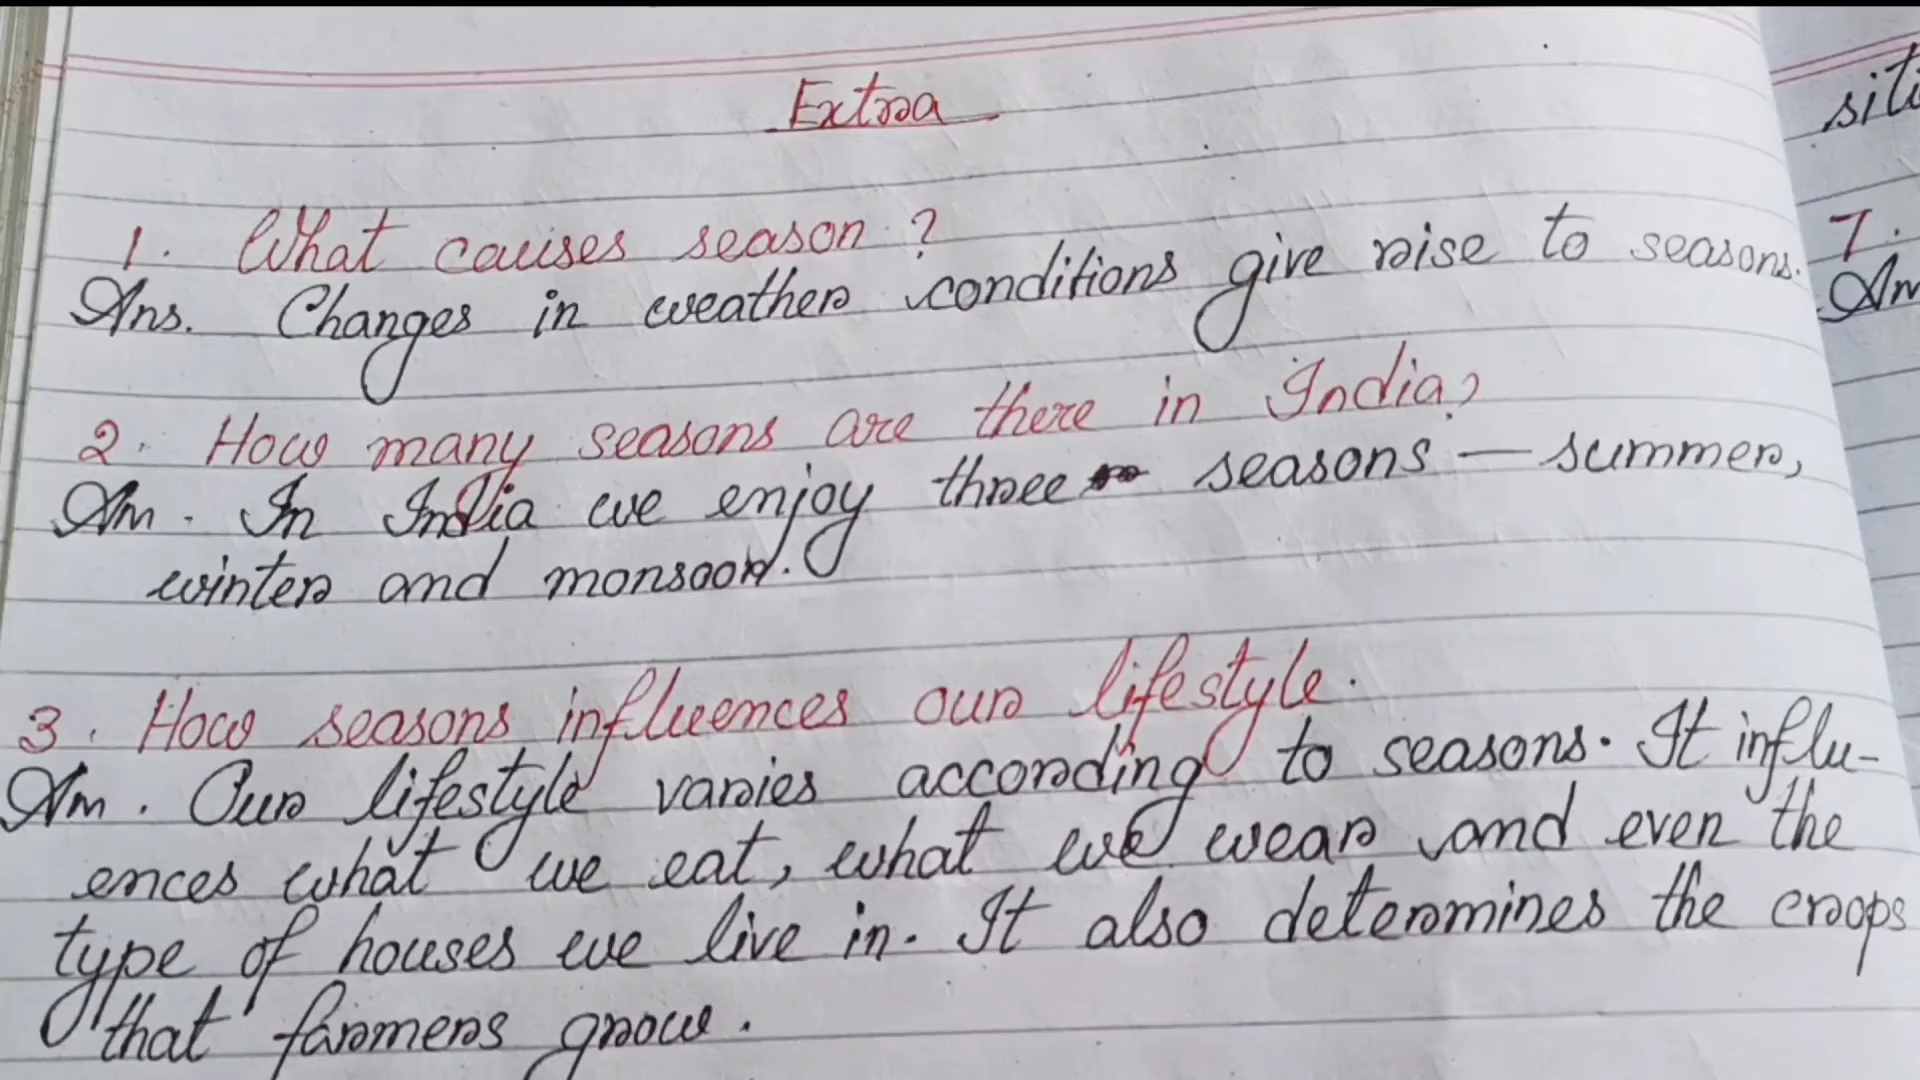 Extra
1. What causes season?
Ans. Changes in weather conditions give rise to seasons.
2. How many seasons are there in India?
Ans. In India we enjoy three seasons — summer,
winter and monsoon.
3. How seasons influences our lifestyle.
Ans. Our lifestyle varies according to seasons. It influ-
ences what we eat, what we wear and even the
type of houses we live in. It also determines the crops
that farmers grow.
7.